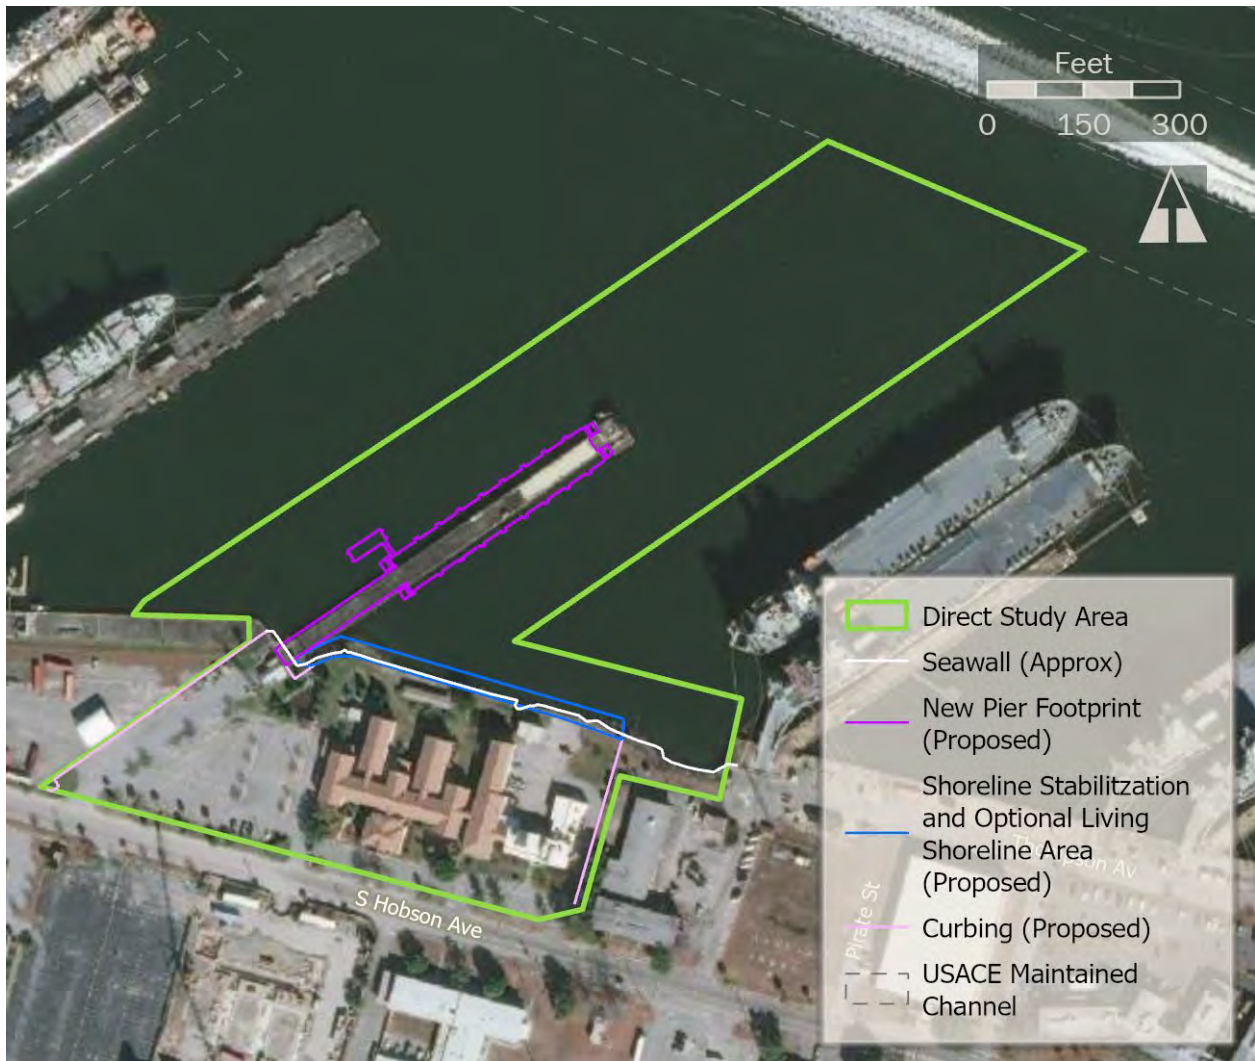 Feet
0 150 300
Direct Study Area
Seawall (Approx)
New Pier Footprint
(Proposed)
Shoreline Stabilitzation
and Optional Living
Shoreline Area
(Proposed)
Curbing (Proposed)
USACE Maintained
Channel
S Hobson Ave
Pirate St